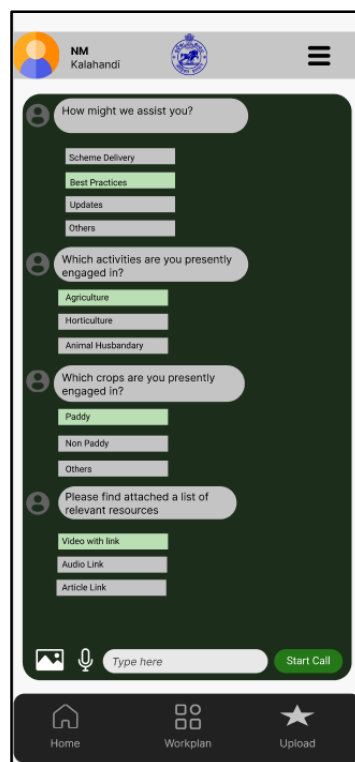 NM
Kalahandi
How might we assist you?
Scheme Delivery
Best Practices
Updates
Others
Which activities are you presently
engaged in?
Agriculture
Horticulture
Animal Husbandary
Which crops are you presently
engaged in?
Paddy
Non Paddy
Others
Please find attached a list of
relevant resources
Video with link
Audio Link
Article Link
Type here
Start Call
Home
Workplan
Upload